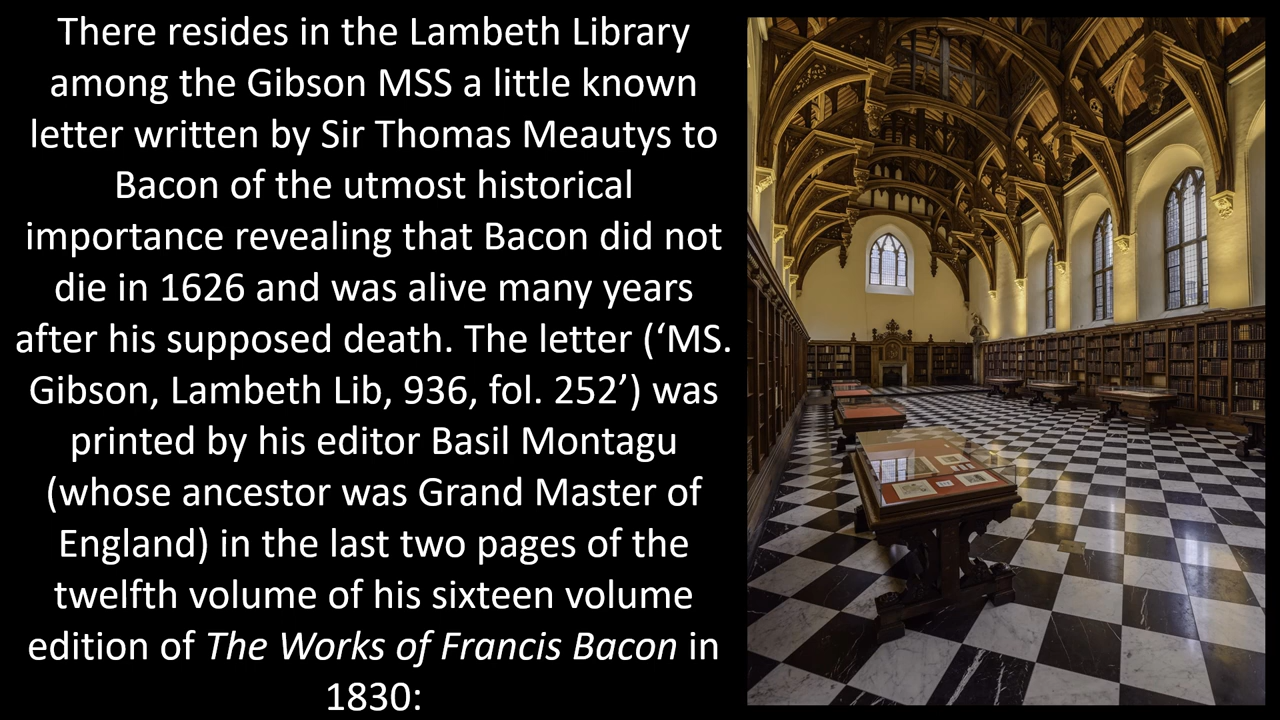 There resides in the Lambeth Library
among the Gibson MSS a little known
letter written by Sir Thomas Meautys to
Bacon of the utmost historical
importance revealing that Bacon did not
die in 1626 and was alive many years
after his supposed death. The letter (‘MS.
Gibson, Lambeth Lib, 936, fol. 252’) was
printed by his editor Basil Montagu
(whose ancestor was Grand Master of
England) in the last two pages of the
twelfth volume of his sixteen volume
edition of The Works of Francis Bacon in
1830: